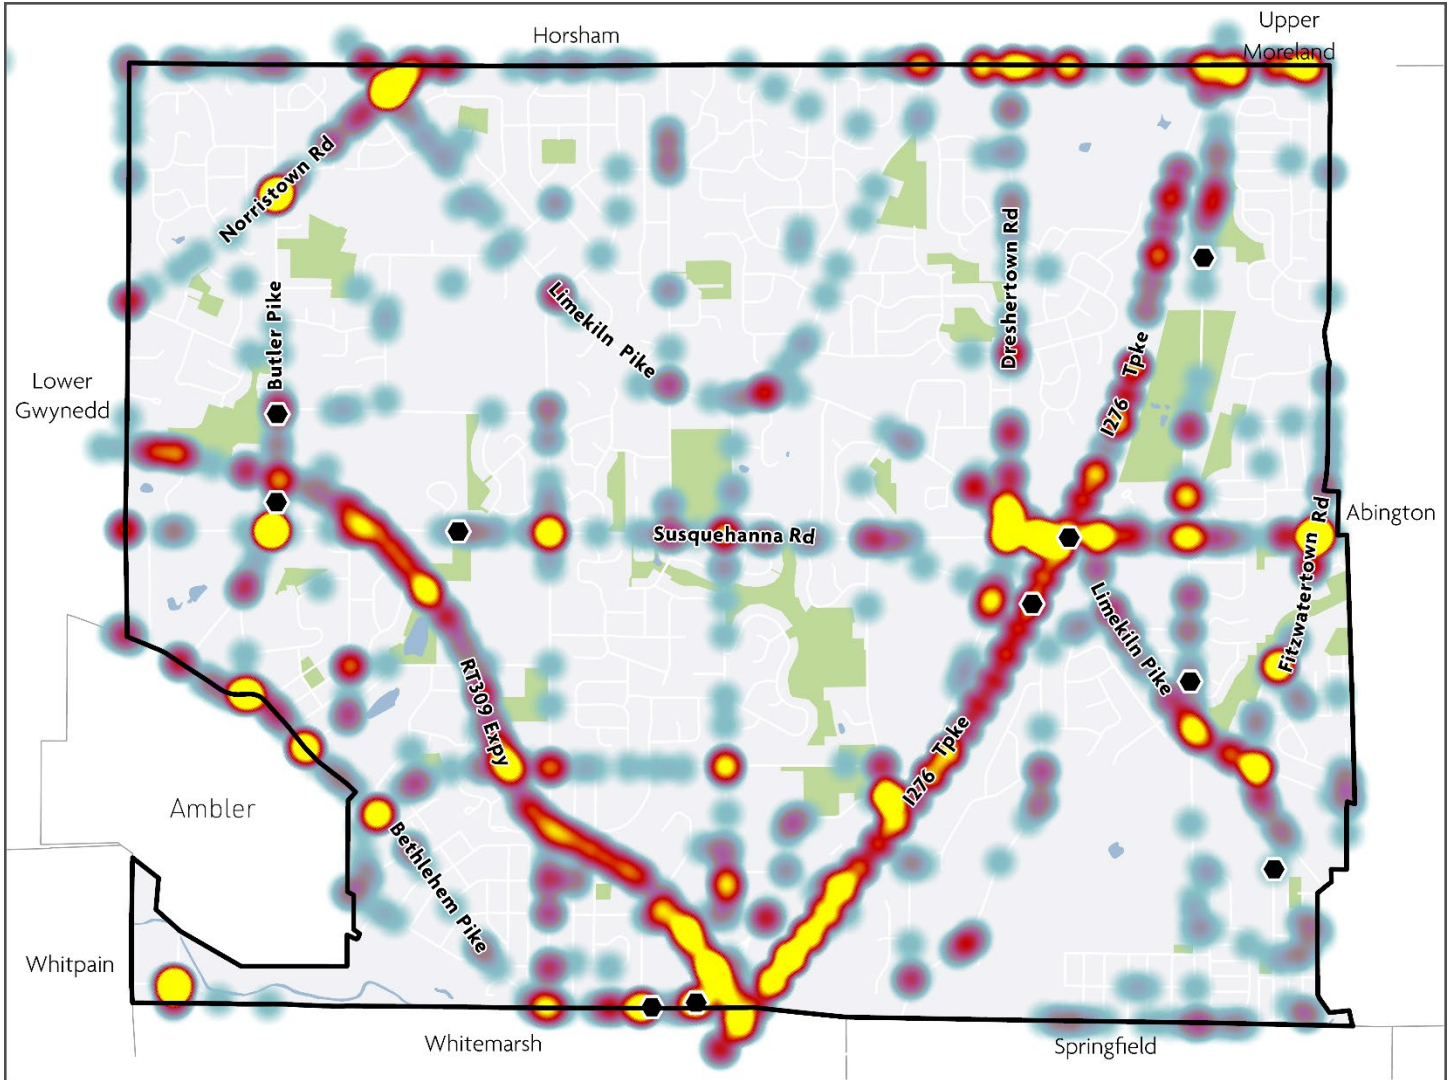 Horsham
Upper
Moreland
Norristown Rd
Butler Pike
Limekiln Pike
Dreshertown Rd
I276 Tpke
Lower
Gwynedd
Susquehanna Rd
Abington
Fitzwatertown Rd
Limekiln Pike
RT309 Expy
I276 Tpke
Ambler
Bethlehem Pike
Whitpain
Whitemarsh
Springfield